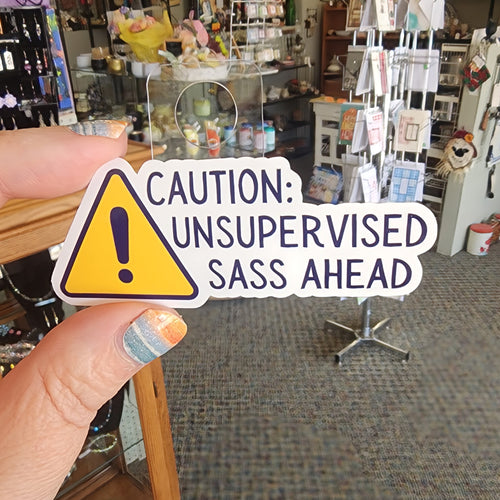 !
CAUTION:
UNSUPERVISED
SASS AHEAD